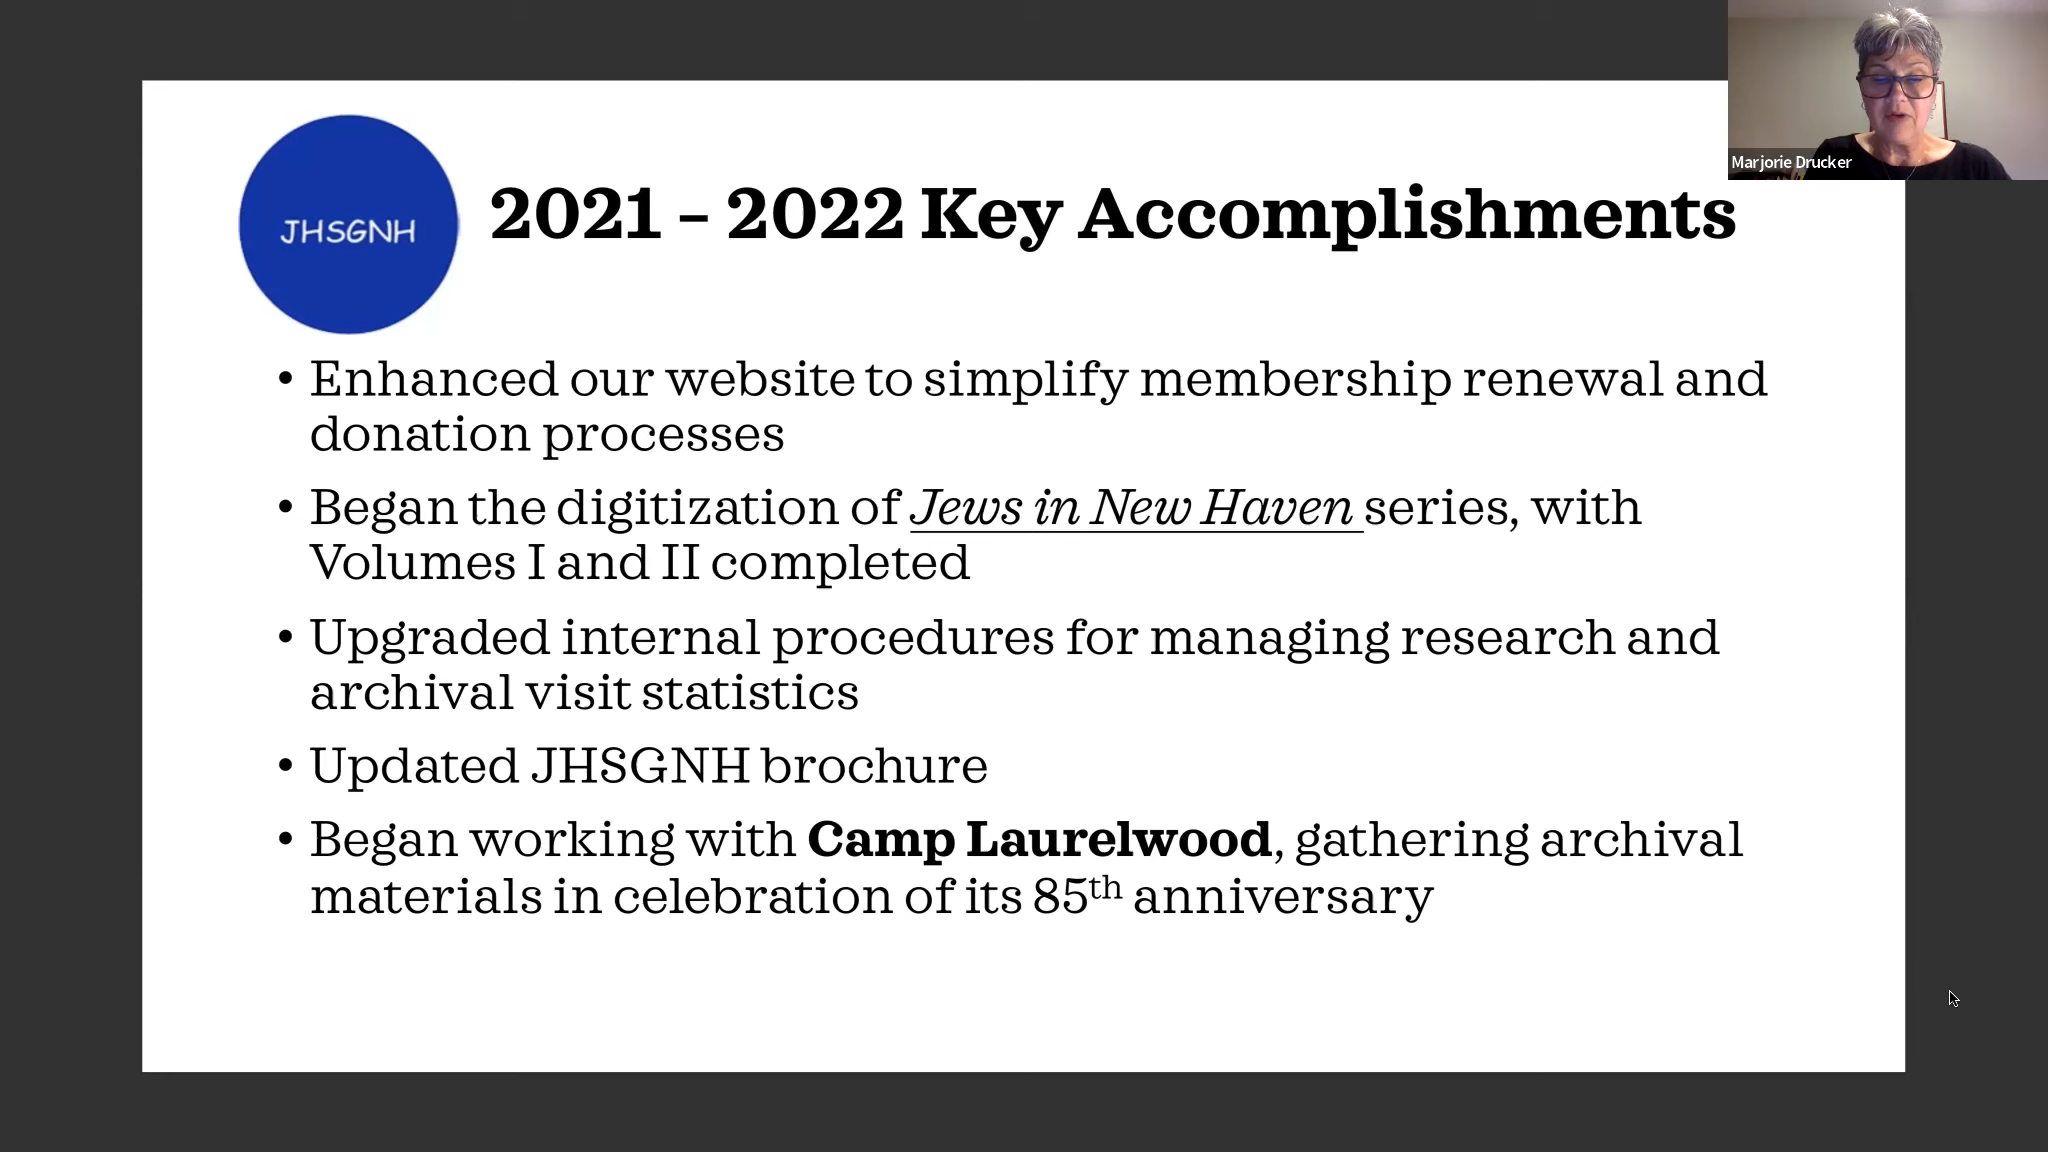 Marjorie Drucker
JHSGNH
2021 – 2022 Key Accomplishments
• Enhanced our website to simplify membership renewal and
donation processes
• Began the digitization of Jews in New Haven series, with
Volumes I and II completed
• Upgraded internal procedures for managing research and
archival visit statistics
• Updated JHSGNH brochure
• Began working with Camp Laurelwood, gathering archival
materials in celebration of its 85th anniversary